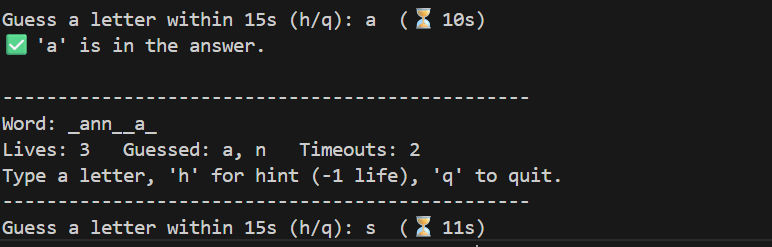 Guess a letter within 15s (h/q): a  (⏳ 10s)
✅ 'a' is in the answer.
------------------------------------------------
Word: _ann__a_
Lives: 3   Guessed: a, n   Timeouts: 2
Type a letter, 'h' for hint (-1 life), 'q' to quit.
------------------------------------------------
Guess a letter within 15s (h/q): s  (⏳ 11s)